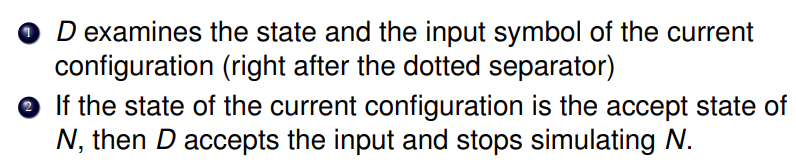 1 D examines the state and the input symbol of the current
configuration (right after the dotted separator)
2 If the state of the current configuration is the accept state of
N, then D accepts the input and stops simulating N.